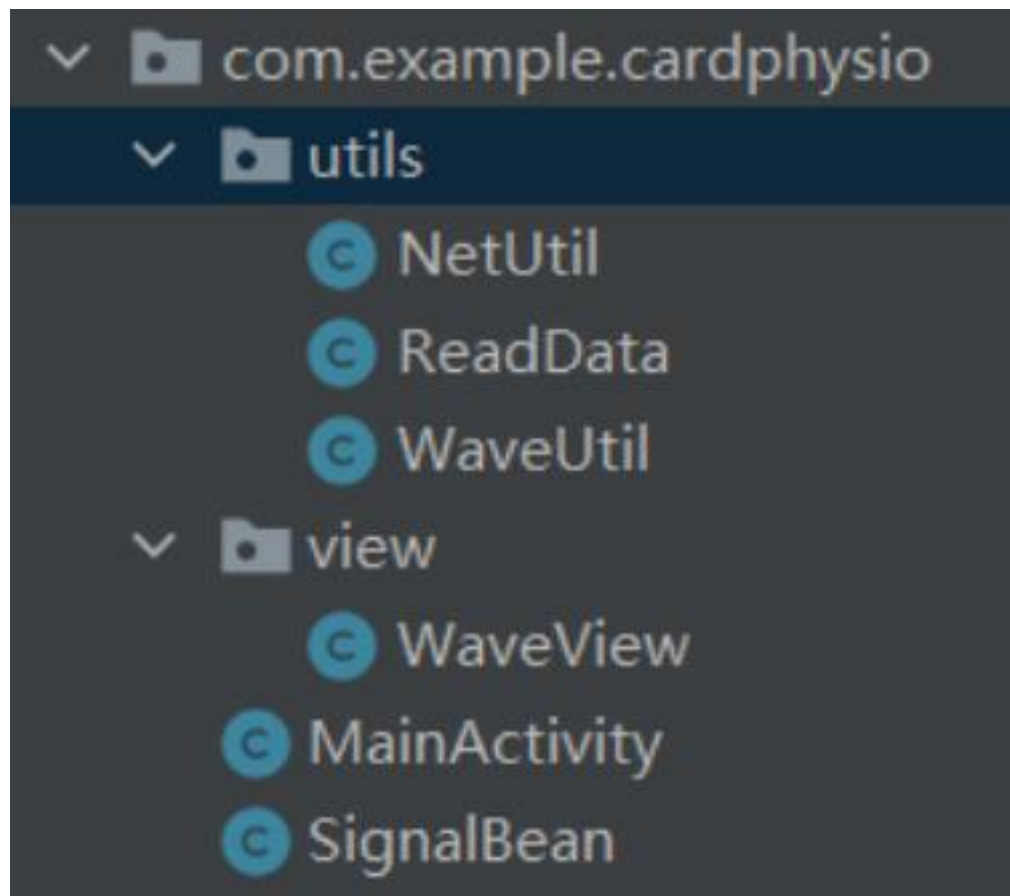 com.example.cardphysio
utils
C NetUtil
C ReadData
C WaveUtil
view
C WaveView
C MainActivity
C SignalBean